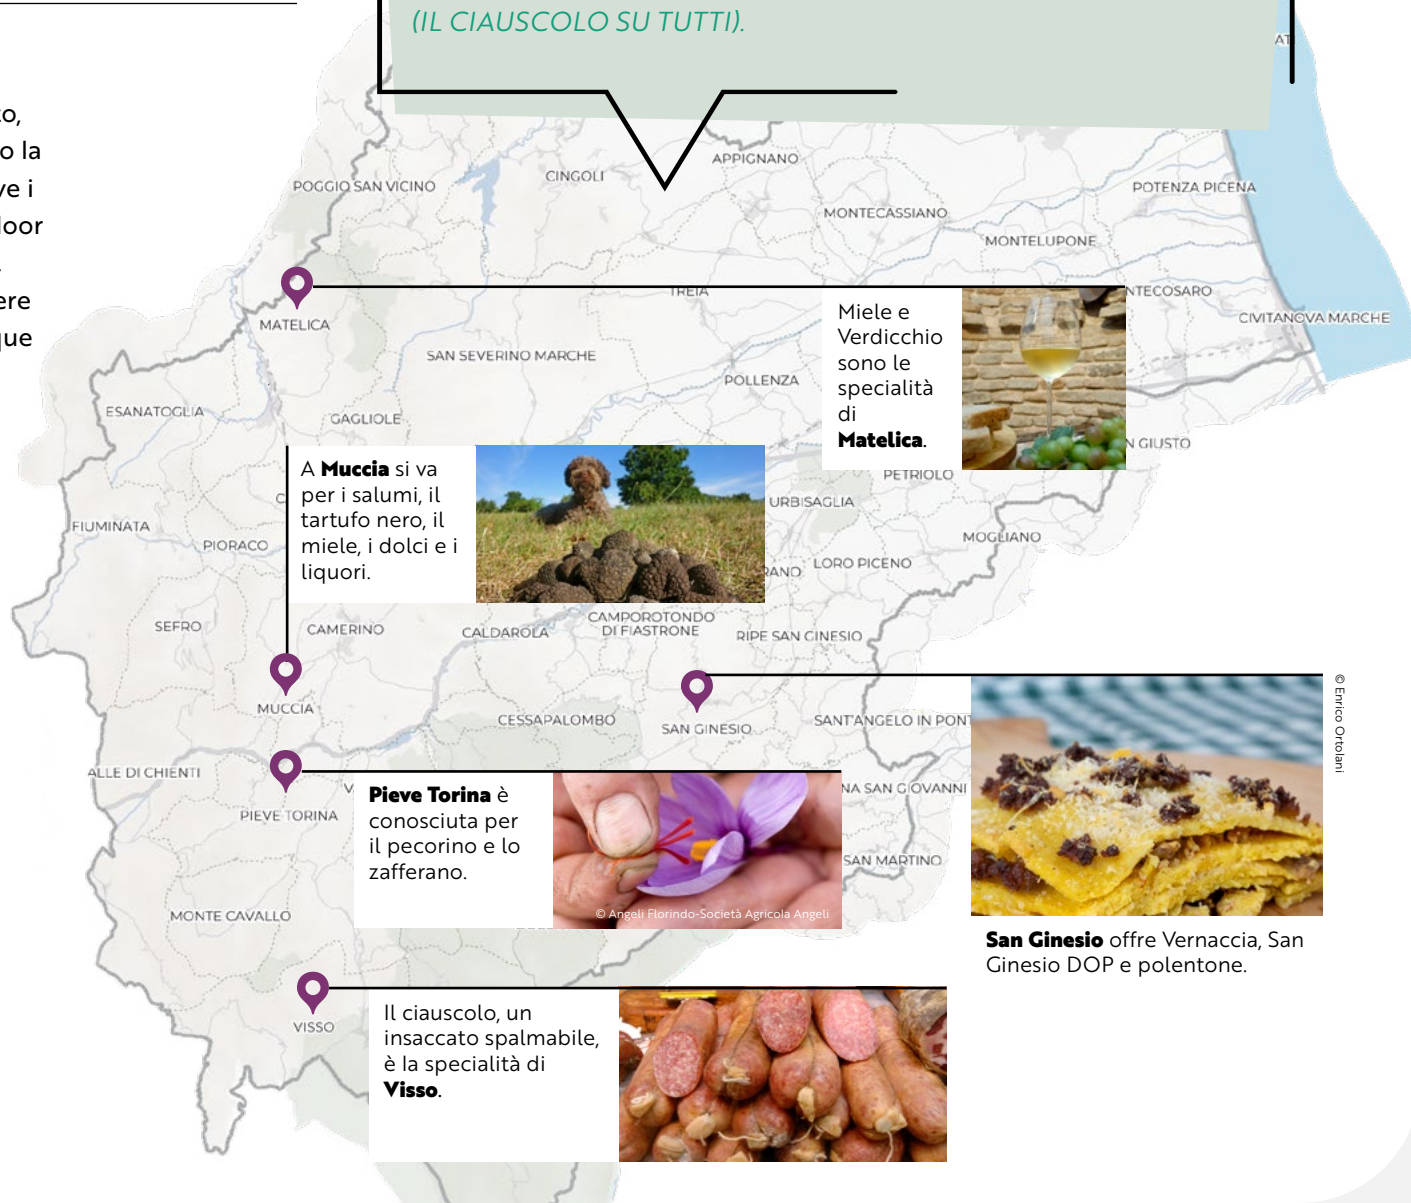 (IL CIAUSCOLO SU TUTTI).
o la
i
loor
ere
que
APPIGNANO
CINGOLI
POGGIO SAN VICINO
POTENZA PICENA
MONTECASSIANO
MONTELUPONE
TREIA
MATELICA
CIVITANOVA MARCHE
SAN SEVERINO MARCHE
POLLENZA
Miele e
Verdicchio
sono le
specialità
di
Matelica.
ESANATOGLIA
GAGLIOLE
PETRIOLO
URBISAGLIA
A Muccia si va
per i salumi, il
tartufo nero, il
miele, i dolci e i
liquori.
FIUMINATA
PIORACO
MOGLIANO
LORO PICENO
SEFRO
CAMERINO
CALDAROLA
CAMPOROTONDO
DI FIASTRONE
RIPE SAN GINESIO
MUCCIA
CESSAPALOMBO
SAN GINESIO
SANT'ANGELO IN PONT
© Enrico Ortolani
ALLE DI CHIENTI
PIEVE TORINA
Pieve Torina è
conosciuta per
il pecorino e lo
zafferano.
NA SAN GIOVANNI
SAN MARTINO
© Angeli Florindo-Società Agricola Angeli
MONTE CAVALLO
San Ginesio offre Vernaccia, San
Ginesio DOP e polentone.
VISSO
Il ciauscolo, un
insaccato spalmabile,
è la specialità di
Visso.